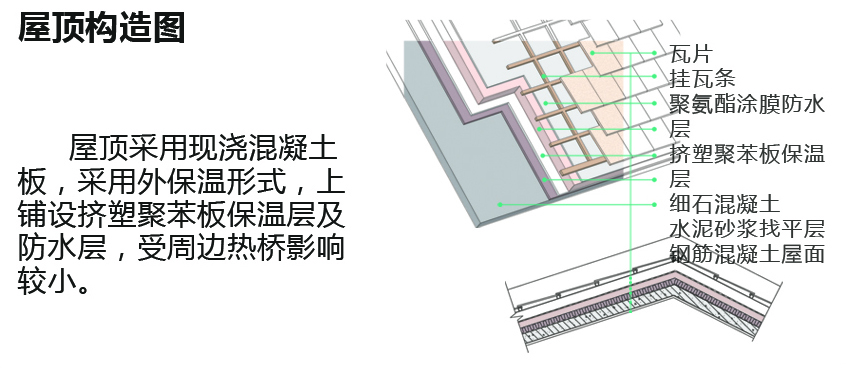 屋顶构造图
屋顶采用现浇混凝土
板，采用外保温形式，上
铺设挤塑聚苯板保温层及
防水层，受周边热桥影响
较小。
瓦片
挂瓦条
聚氨酯涂膜防水
层
挤塑聚苯板保温
层
细石混凝土
水泥砂浆找平层
钢筋混凝土屋面